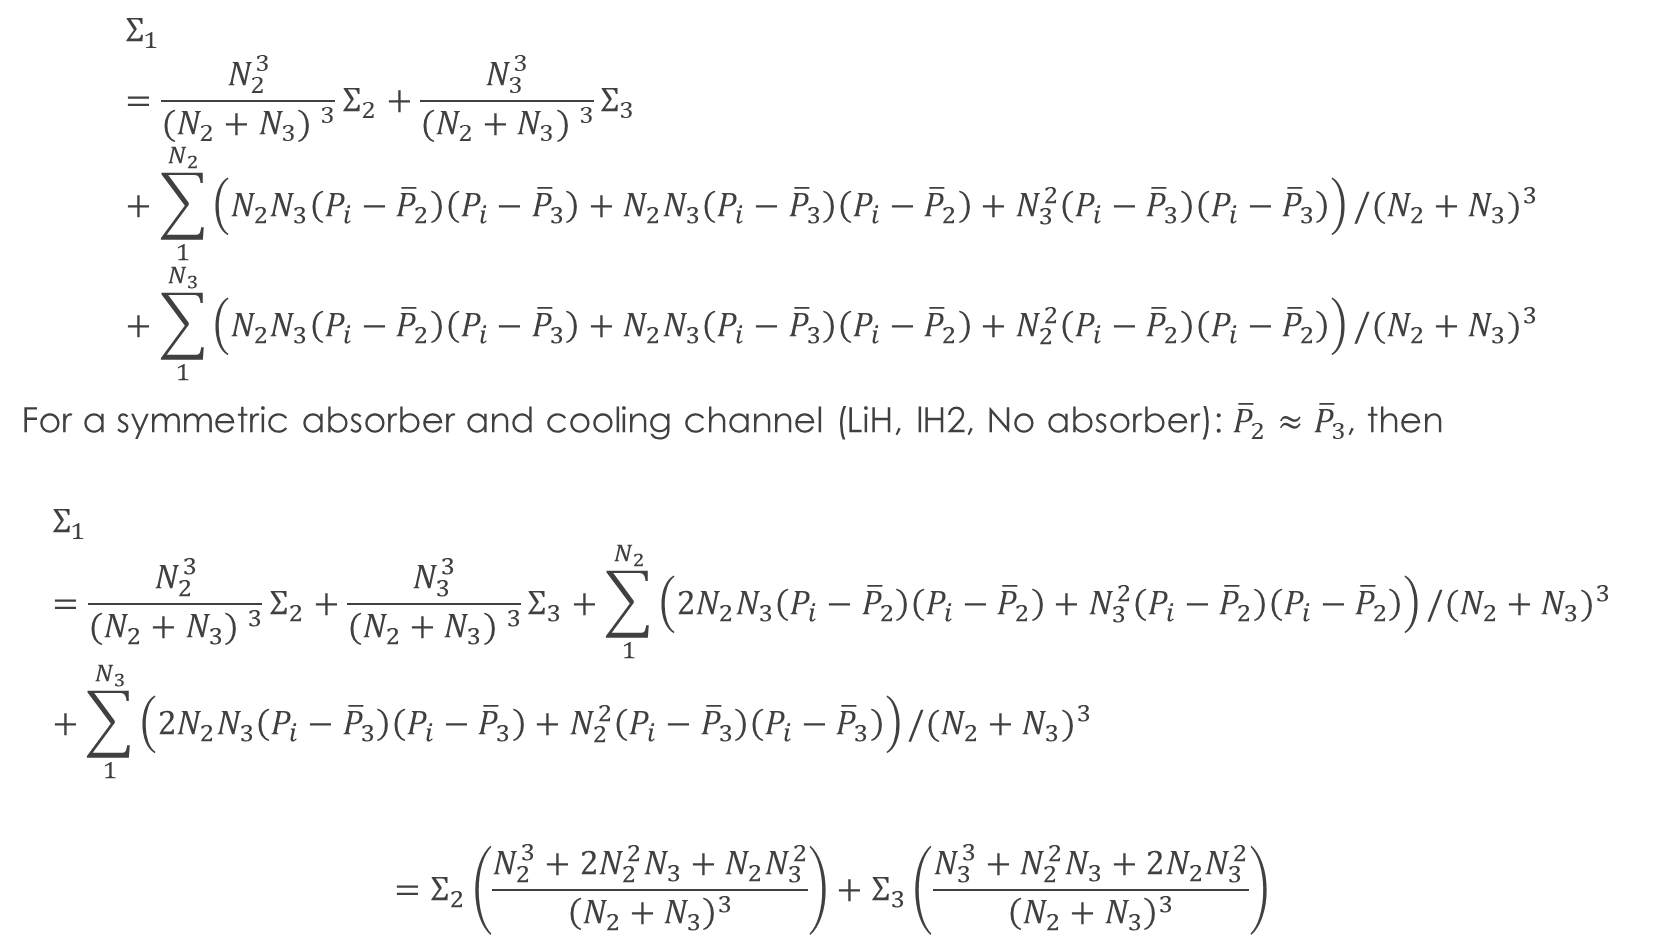 Σ₁
= N₂³/(N₂ + N₃) ³ Σ₂ + N₃³/(N₂ + N₃) ³ Σ₃
+ ∑₁^N₂ (N₂N₃(Pᵢ − P̄₂)(Pᵢ − P̄₃) + N₂N₃(Pᵢ − P̄₃)(Pᵢ − P̄₂) + N₃²(Pᵢ − P̄₃)(Pᵢ − P̄₃))/(N₂ + N₃)³
+ ∑₁^N₃ (N₂N₃(Pᵢ − P̄₂)(Pᵢ − P̄₃) + N₂N₃(Pᵢ − P̄₃)(Pᵢ − P̄₂) + N₂²(Pᵢ − P̄₂)(Pᵢ − P̄₂))/(N₂ + N₃)³
For a symmetric absorber and cooling channel (LiH, lH2, No absorber): P̄₂ ≈ P̄₃, then
Σ₁
= N₂³/(N₂ + N₃) ³ Σ₂ + N₃³/(N₂ + N₃) ³ Σ₃ + ∑₁^N₂ (2N₂N₃(Pᵢ − P̄₂)(Pᵢ − P̄₂) + N₃²(Pᵢ − P̄₂)(Pᵢ − P̄₂))/(N₂ + N₃)³
+ ∑₁^N₃ (2N₂N₃(Pᵢ − P̄₃)(Pᵢ − P̄₃) + N₂²(Pᵢ − P̄₃)(Pᵢ − P̄₃))/(N₂ + N₃)³
= Σ₂ ((N₂³ + 2N₂²N₃ + N₂N₃²)/(N₂ + N₃)³) + Σ₃ ((N₃³ + N₂²N₃ + 2N₂N₃²)/(N₂ + N₃)³)